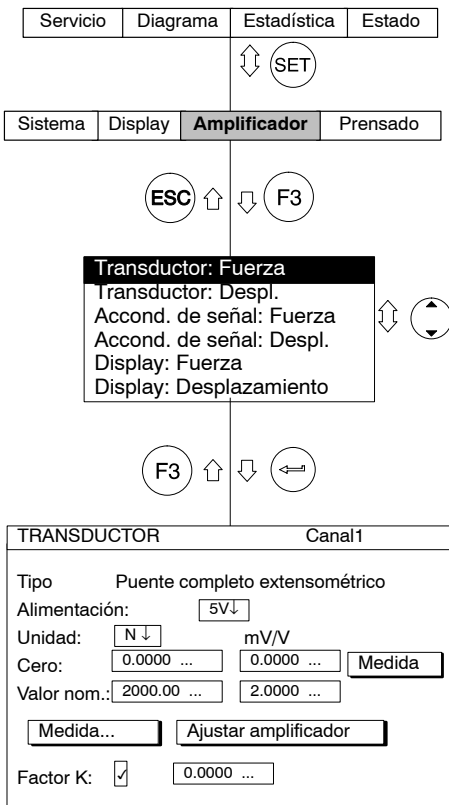 Servicio Diagrama Estadística Estado
SET
Sistema Display Amplificador Prensado
ESC F3
Transductor: Fuerza
Transductor: Despl.
Accond. de señal: Fuerza
Accond. de señal: Despl.
Display: Fuerza
Display: Desplazamiento
F3
TRANSDUCTOR Canal1
Tipo Puente completo extensométrico
Alimentación: 5V↓
Unidad: N ↓ mV/V
Cero: 0.0000 ... 0.0000 ... Medida
Valor nom.: 2000.00 ... 2.0000 ...
Medida... Ajustar amplificador
Factor K: ✓ 0.0000 ...